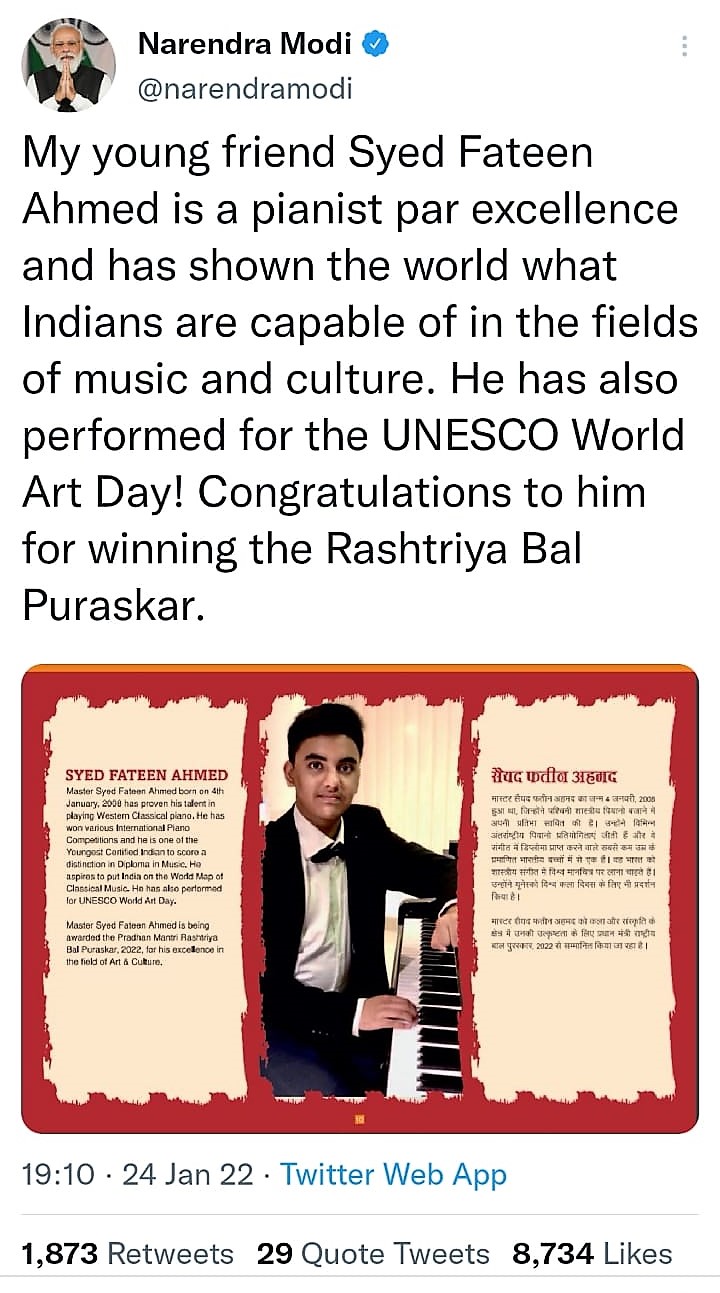 Narendra Modi
@narendramodi
My young friend Syed Fateen
Ahmed is a pianist par excellence
and has shown the world what
Indians are capable of in the fields
of music and culture. He has also
performed for the UNESCO World
Art Day! Congratulations to him
for winning the Rashtriya Bal
Puraskar.
SYED FATEEN AHMED
Master Syed Fateen Ahmed born on 4th
January, 2008 has proven his talent in
playing Western Classical piano. He has
won various International Piano
Competitions and he is one of the
Youngest Certified Indian to score a
distinction in Diploma in Music. He
aspires to put India on the World Map of
Classical Music. He has also performed
for UNESCO World Art Day.
Master Syed Fateen Ahmed is being
awarded the Pradhan Mantri Rashtriya
Bal Puraskar, 2022, for his excellence in
the field of Art & Culture.
सैयद फतीन अहमद
मास्टर सैयद फतीन अहमद का जन्म 4 जनवरी, 2008
हुआ था, जिन्होंने पश्चिमी शास्त्रीय पियानो बजाने में
अपनी प्रतिभा साबित की है। उन्होंने विभिन्न
अंतर्राष्ट्रीय पियानो प्रतियोगिताएं जीती हैं और वे
संगीत में डिप्लोमा प्राप्त करने वाले सबसे कम उम्र के
प्रमाणित भारतीय बच्चों में से एक हैं। वह भारत को
शास्त्रीय संगीत में विश्व मानचित्र पर लाना चाहते हैं।
उन्होंने यूनेस्को विश्व कला दिवस के लिए भी प्रदर्शन
किया है।
मास्टर सैयद फतीन अहमद को कला और संस्कृति के
क्षेत्र में उनकी उत्कृष्टता के लिए प्रधान मंत्री राष्ट्रीय
बाल पुरस्कार, 2022 से सम्मानित किया जा रहा है।
19:10 · 24 Jan 22 · Twitter Web App
1,873 Retweets 29 Quote Tweets 8,734 Likes